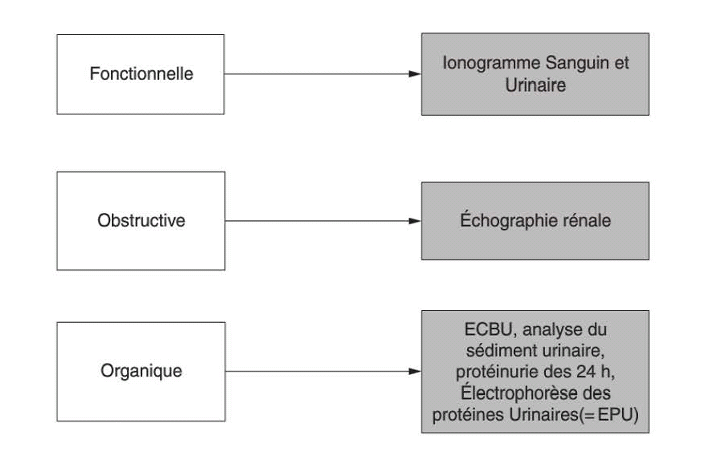 Fonctionnelle
Ionogramme Sanguin et
Urinaire
Obstructive
Échographie rénale
Organique
ECBU, analyse du
sédiment urinaire,
protéinurie des 24 h,
Électrophorèse des
protéines Urinaires(= EPU)